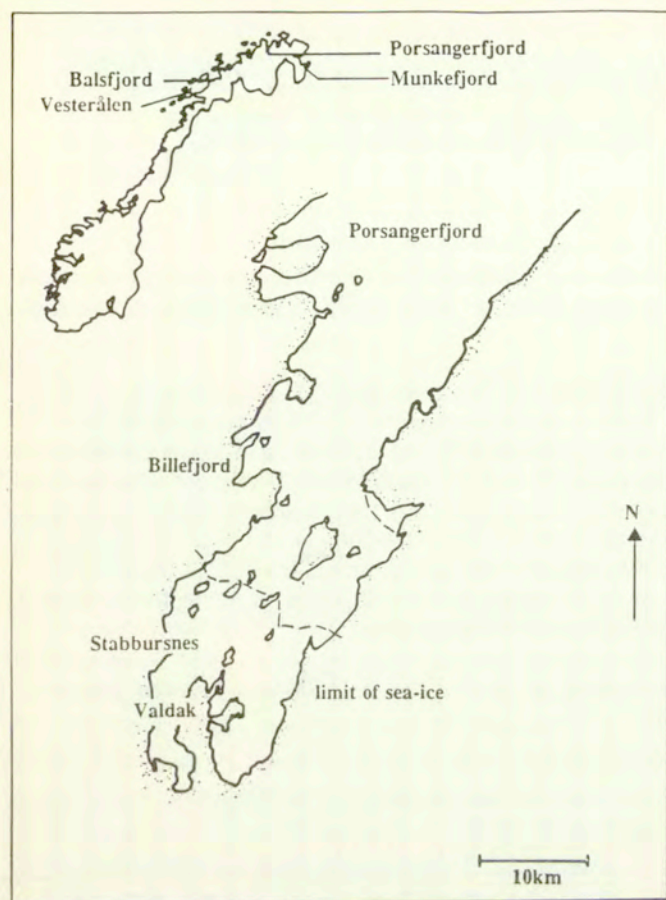 Porsangerfjord
Balsfjord
Munkefjord
Vesterålen
Porsangerfjord
Billefjord
N
Stabbursnes
limit of sea-ice
Valdak
10km